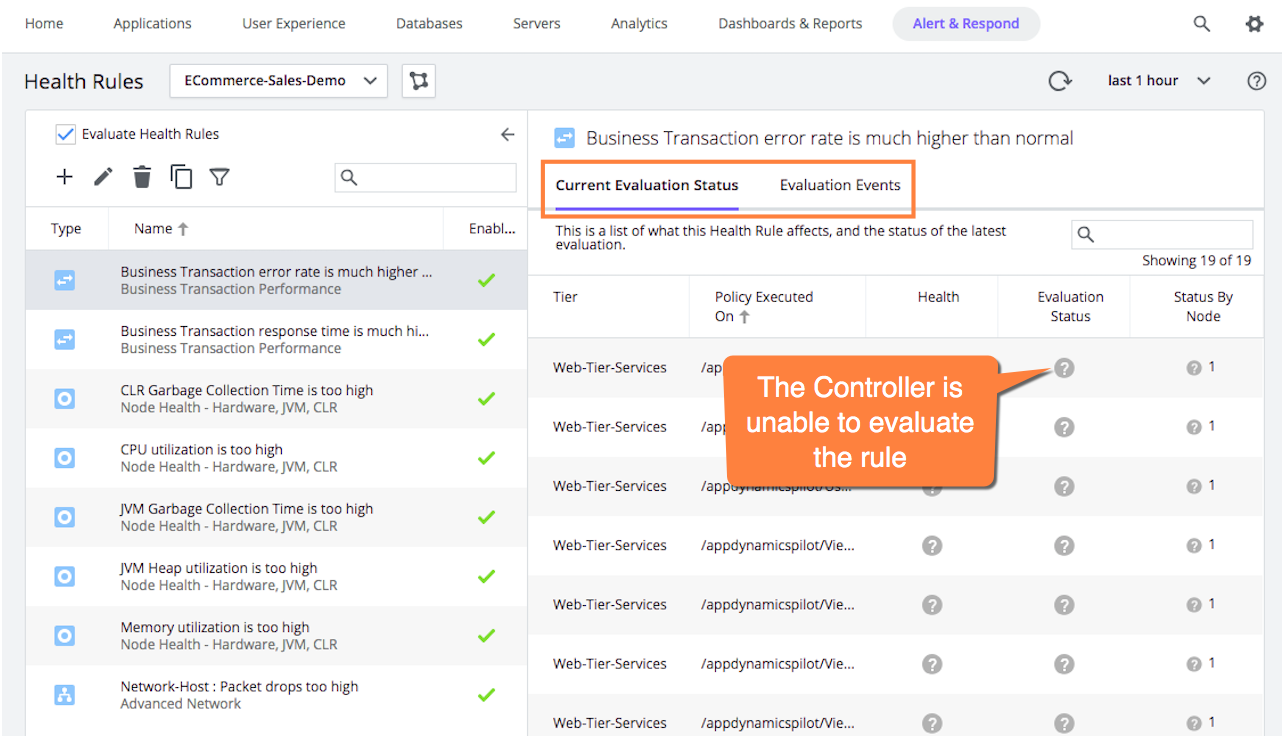 Home Applications User Experience Databases Servers Analytics Dashboards & Reports Alert & Respond
Health Rules ECommerce-Sales-Demo last 1 hour
Evaluate Health Rules
Type Name Enabl...
Business Transaction error rate is much higher ...
Business Transaction Performance
Business Transaction response time is much hi...
Business Transaction Performance
CLR Garbage Collection Time is too high
Node Health - Hardware, JVM, CLR
CPU utilization is too high
Node Health - Hardware, JVM, CLR
JVM Garbage Collection Time is too high
Node Health - Hardware, JVM, CLR
JVM Heap utilization is too high
Node Health - Hardware, JVM, CLR
Memory utilization is too high
Node Health - Hardware, JVM, CLR
Network-Host : Packet drops too high
Advanced Network
Business Transaction error rate is much higher than normal
Current Evaluation Status Evaluation Events
This is a list of what this Health Rule affects, and the status of the latest
evaluation.
Showing 19 of 19
Tier Policy Executed On Health Evaluation Status Status By Node
Web-Tier-Services /app ? ? 1
Web-Tier-Services /app ? ? 1
Web-Tier-Services ? ? ? 1
Web-Tier-Services /appdynamicspilot/Vie... ? ? ? 1
Web-Tier-Services /appdynamicspilot/Vie... ? ? ? 1
Web-Tier-Services /appdynamicspilot/Vie... ? ? ? 1
Web-Tier-Services /appdynamicspilot/Vie... ? ? ? 1
The Controller is
unable to evaluate
the rule